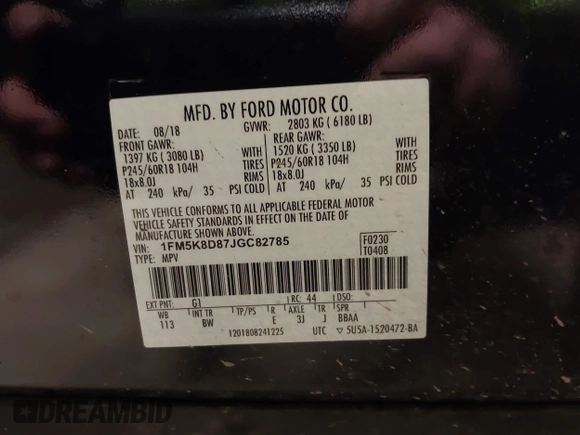 MFD. BY FORD MOTOR CO.
DATE: 08/18 GVWR: 2803 KG ( 6180 LB)
FRONT GAWR: REAR GAWR:
1397 KG ( 3080 LB) WITH 1520 KG ( 3350 LB) WITH
P245/60R18 104H TIRES P245/60R18 104H TIRES
18x8.0J RIMS 18x8.0J RIMS
AT 240 kPa/ 35 PSI COLD AT 240 kPa/ 35 PSI COLD
THIS VEHICLE CONFORMS TO ALL APPLICABLE FEDERAL MOTOR
VEHICLE SAFETY STANDARDS IN EFFECT ON THE DATE OF
MANUFACTURE SHOWN ABOVE.
VIN: 1FM5K8D87JGC82785 F0230
TYPE: MPV T0408
EXT PNT: G1 RC: 44 DSO:
WB INT TR TP/PS R AXLE TR SPR
113 BW E 3J J BBAA
1201808241225 UTC ▽ 5U5A-1520472-BA
DREAMBID